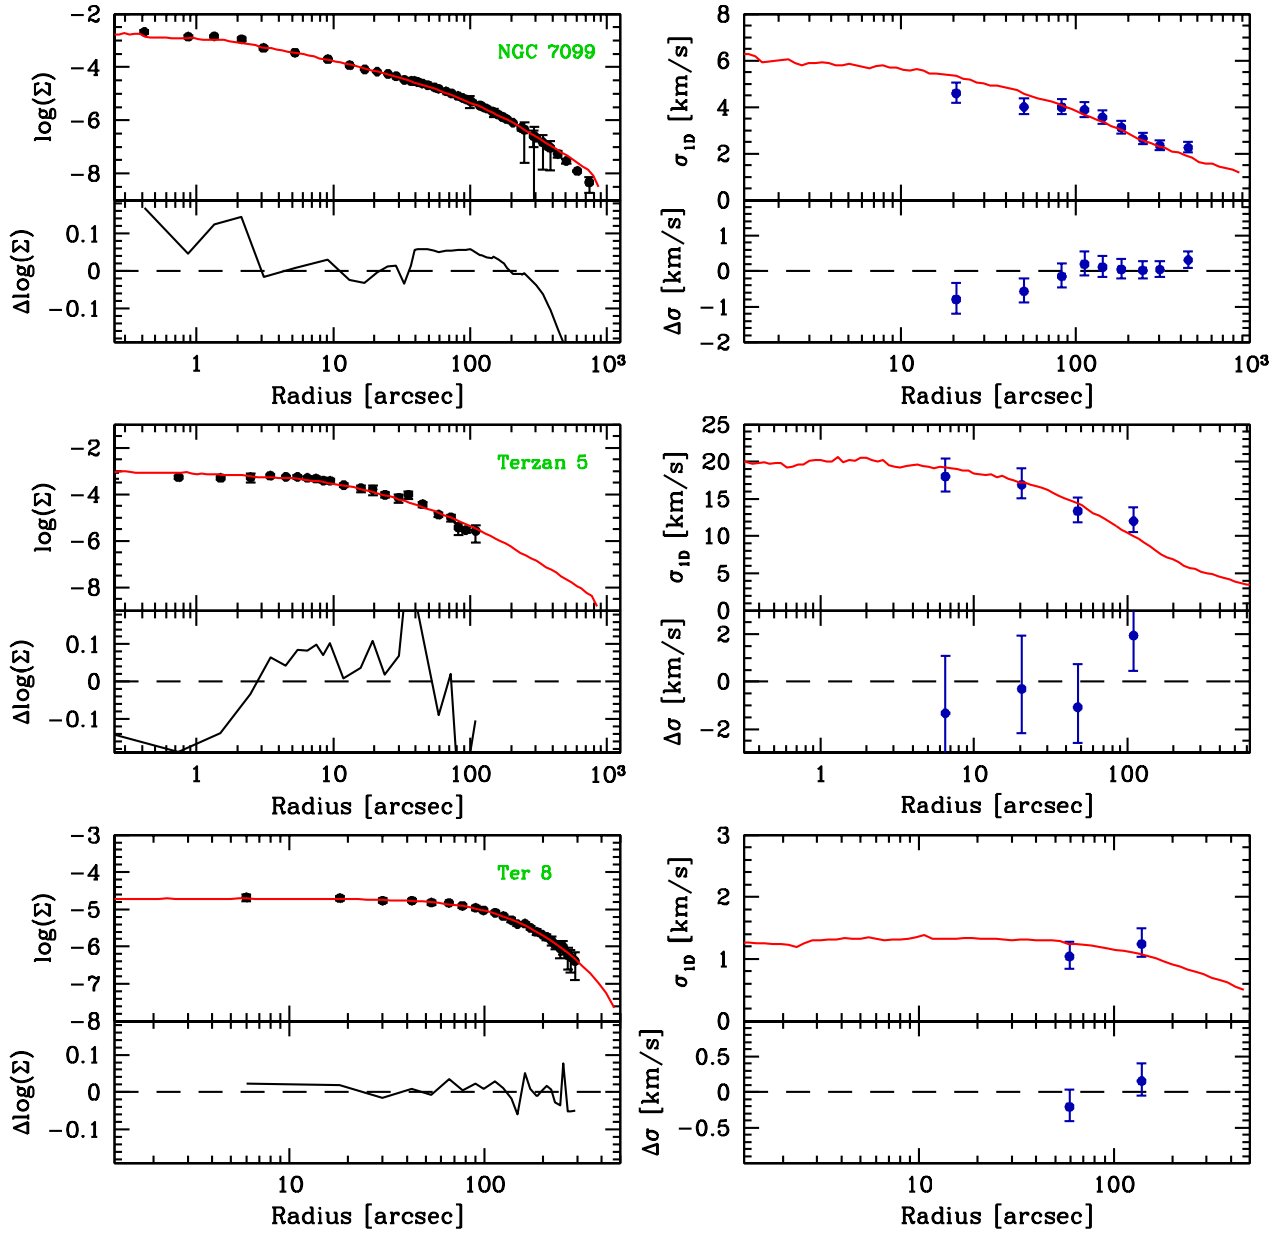 −2
−4
−6
−8
log(Σ)
NGC 7099
0.1
0
−0.1
Δlog(Σ)
1 10 100 10³
Radius [arcsec]
8
6
4
2
0
σ₁D [km/s]
1
0
−1
−2
Δσ [km/s]
10 100 10³
Radius [arcsec]
−2
−4
−6
−8
log(Σ)
Terzan 5
0.1
0
−0.1
Δlog(Σ)
1 10 100 10³
Radius [arcsec]
25
20
15
10
5
0
σ₁D [km/s]
2
0
−2
Δσ [km/s]
1 10 100
Radius [arcsec]
−3
−4
−5
−6
−7
−8
log(Σ)
Ter 8
0.1
0
−0.1
Δlog(Σ)
10 100
Radius [arcsec]
3
2
1
0
σ₁D [km/s]
0.5
0
−0.5
Δσ [km/s]
10 100
Radius [arcsec]